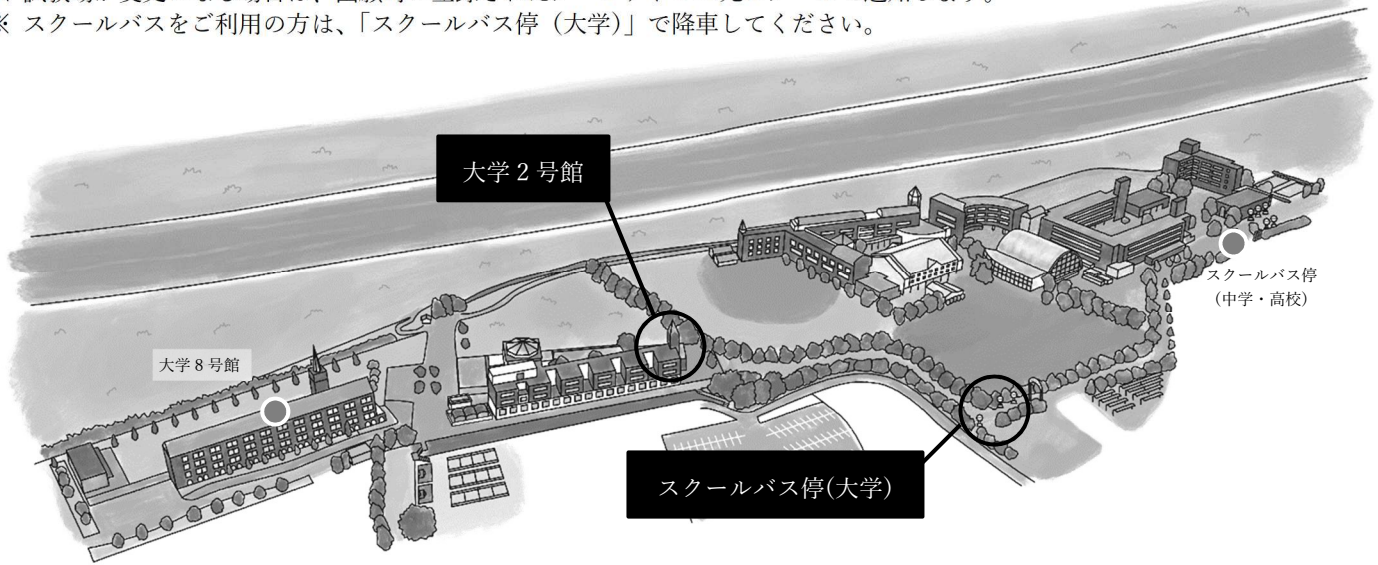 ※ スクールバスをご利用の方は、「スクールバス停（大学）」で降車してください。
大学２号館
スクールバス停
（中学・高校）
大学８号館
スクールバス停(大学)